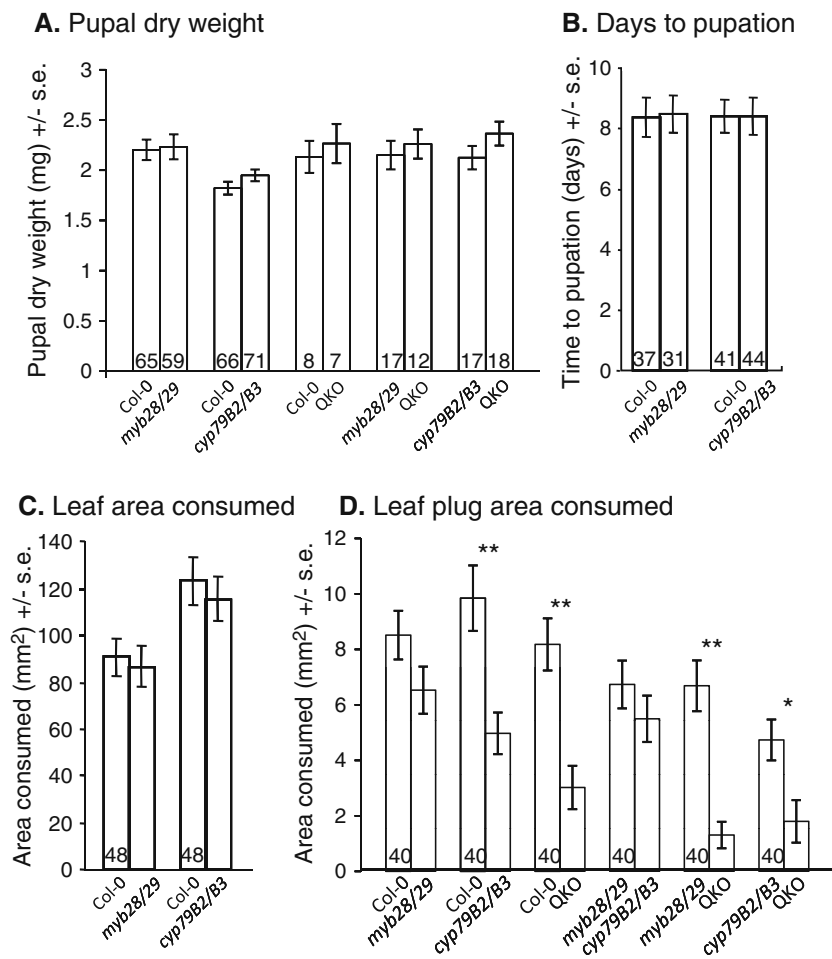 A. Pupal dry weight
Pupal dry weight (mg) +/- s.e.
3
2.5
2
1.5
1
0.5
0
65 59 66 71 8 7 17 12 17 18
Col-0
myb28/29
Col-0
cyp79B2/B3
Col-0
QKO
myb28/29
QKO
cyp79B2/B3
QKO
B. Days to pupation
Time to pupation (days) +/- s.e.
10
8
6
4
2
0
37 31 41 44
Col-0
myb28/29
Col-0
cyp79B2/B3
C. Leaf area consumed
Area consumed (mm²) +/- s.e.
140
120
100
80
60
40
20
0
48 48
Col-0
myb28/29
Col-0
cyp79B2/B3
D. Leaf plug area consumed
Area consumed (mm²) +/- s.e.
12
10
8
6
4
2
0
** ** ** *
40 40 40 40 40 40
Col-0
myb28/29
Col-0
cyp79B2/B3
Col-0
QKO
myb28/29
cyp79B2/B3
myb28/29
QKO
cyp79B2/B3
QKO